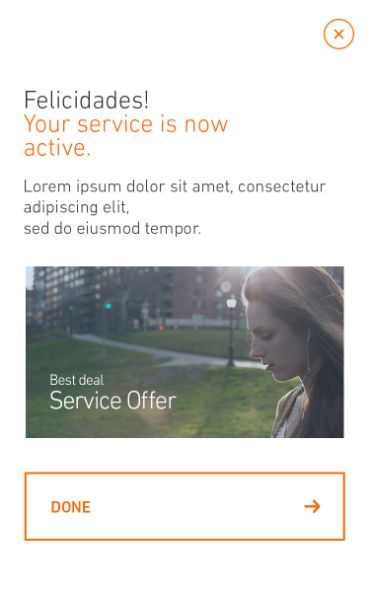 Felicidades!
Your service is now
active.
Lorem ipsum dolor sit amet, consectetur
adipiscing elit,
sed do eiusmod tempor.
Best deal
Service Offer
DONE